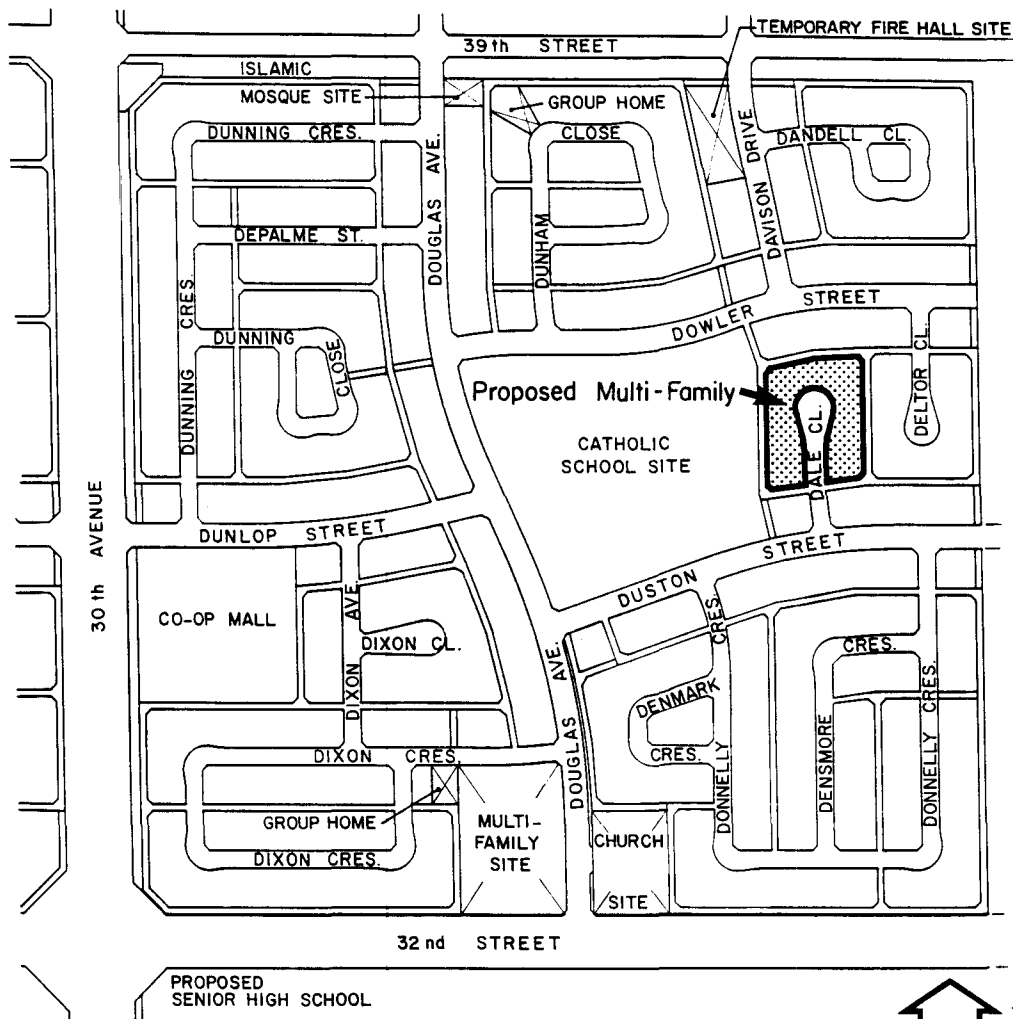 TEMPORARY FIRE HALL SITE
39th STREET
ISLAMIC
MOSQUE SITE
GROUP HOME
DUNNING CRES.
DOUGLAS AVE.
CLOSE
DAVISON DRIVE
DANDELL CL.
DEPALME ST.
DUNHAM
DUNNING CRES.
DOWLER STREET
DUNNING
CLOSE
DELTOR CL.
Proposed Multi-Family
DALE CL.
CATHOLIC
SCHOOL SITE
30th AVENUE
DUNLOP STREET
DUSTON STREET
CO-OP MALL
DIXON AVE.
DIXON CL.
DOUGLAS AVE.
DENMARK
CRES.
DONNELLY CRES.
DENSMORE
CRES.
DONNELLY CRES.
DIXON CRES.
GROUP HOME
DIXON CRES.
MULTI-
FAMILY
SITE
CHURCH
SITE
32nd STREET
PROPOSED
SENIOR HIGH SCHOOL